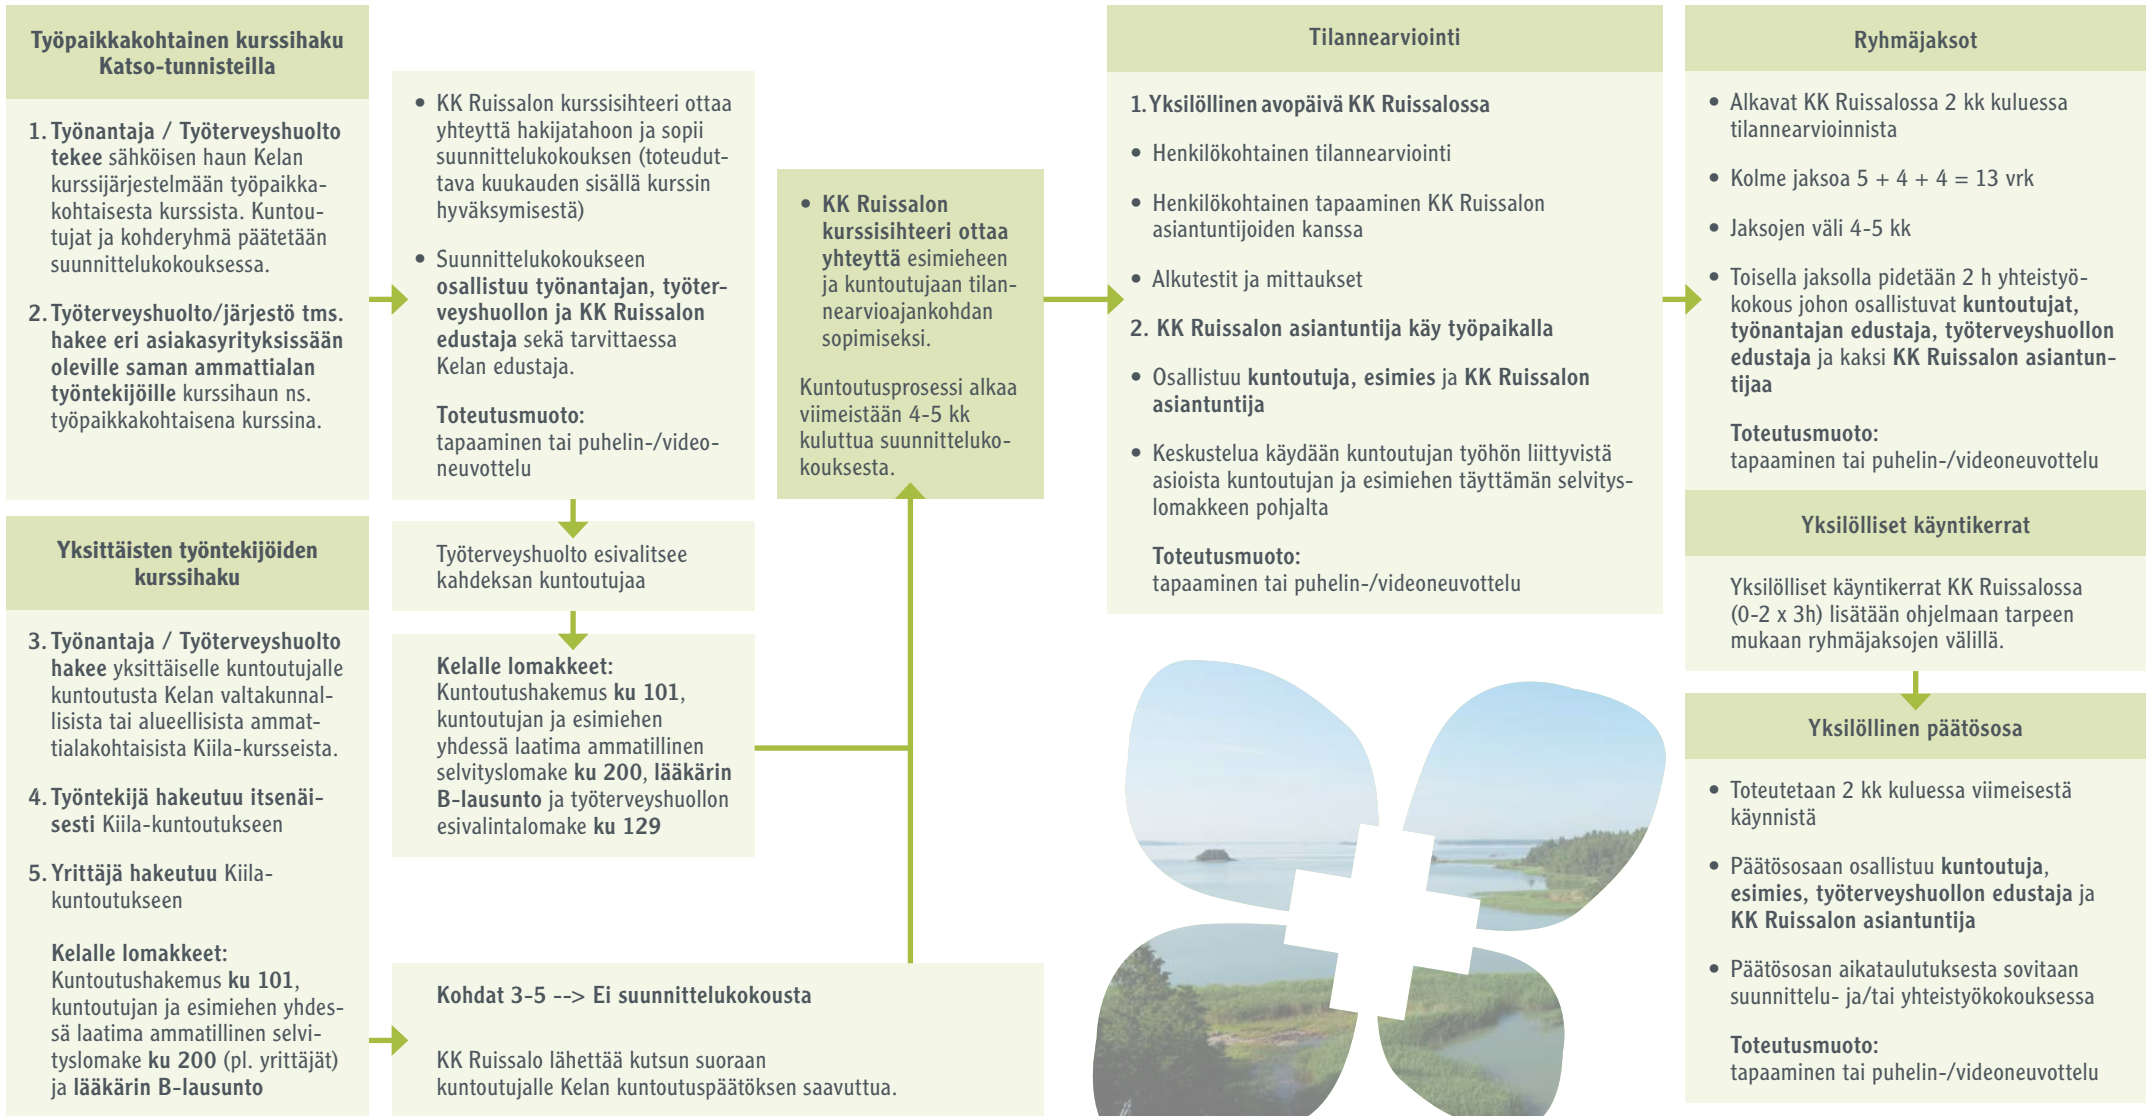 Työpaikkakohtainen kurssihaku
Katso-tunnisteilla
1. Työnantaja / Työterveyshuolto
tekee sähköisen haun Kelan
kurssijärjestelmään työpaikka-
kohtaisesta kurssista. Kuntou-
tujat ja kohderyhmä päätetään
suunnittelukokouksessa.
2. Työterveyshuolto/järjestö tms.
hakee eri asiakasyrityksissään
oleville saman ammattialan
työntekijöille kurssihaun ns.
työpaikkakohtaisena kurssina.
Yksittäisten työntekijöiden
kurssihaku
3. Työnantaja / Työterveyshuolto
hakee yksittäiselle kuntoutujalle
kuntoutusta Kelan valtakunnal-
lisista tai alueellisista ammat-
tialakohtaisista Kiila-kursseista.
4. Työntekijä hakeutuu itsenäi-
sesti Kiila-kuntoutukseen
5. Yrittäjä hakeutuu Kiila-
kuntoutukseen
Kelalle lomakkeet:
Kuntoutushakemus ku 101,
kuntoutujan ja esimiehen yhdes-
sä laatima ammatillinen selvi-
tyslomake ku 200 (pl. yrittäjät)
ja lääkärin B-lausunto
• KK Ruissalon kurssisihteeri ottaa
yhteyttä hakijatahoon ja sopii
suunnittelukokouksen (toteudut-
tava kuukauden sisällä kurssin
hyväksymisestä)
• Suunnittelukokoukseen
osallistuu työnantajan, työter-
veyshuollon ja KK Ruissalon
edustaja sekä tarvittaessa
Kelan edustaja.
Toteutusmuoto:
tapaaminen tai puhelin-/video-
neuvottelu
Työterveyshuolto esivalitsee
kahdeksan kuntoutujaa
Kelalle lomakkeet:
Kuntoutushakemus ku 101,
kuntoutujan ja esimiehen
yhdessä laatima ammatillinen
selvityslomake ku 200, lääkärin
B-lausunto ja työterveyshuollon
esivalintalomake ku 129
Kohdat 3-5 --> Ei suunnittelukokousta
KK Ruissalo lähettää kutsun suoraan
kuntoutujalle Kelan kuntoutuspäätöksen saavuttua.
• KK Ruissalon
kurssisihteeri ottaa
yhteyttä esimieheen
ja kuntoutujaan tilan-
nearvioajankohdan
sopimiseksi.
Kuntoutusprosessi alkaa
viimeistään 4-5 kk
kuluttua suunnitteluko-
kouksesta.
Tilannearviointi
1. Yksilöllinen avopäivä KK Ruissalossa
• Henkilökohtainen tilannearviointi
• Henkilökohtainen tapaaminen KK Ruissalon
asiantuntijoiden kanssa
• Alkutestit ja mittaukset
2. KK Ruissalon asiantuntija käy työpaikalla
• Osallistuu kuntoutuja, esimies ja KK Ruissalon
asiantuntija
• Keskustelua käydään kuntoutujan työhön liittyvistä
asioista kuntoutujan ja esimiehen täyttämän selvitys-
lomakkeen pohjalta
Toteutusmuoto:
tapaaminen tai puhelin-/videoneuvottelu
Ryhmäjaksot
• Alkavat KK Ruissalossa 2 kk kuluessa
tilannearvioinnista
• Kolme jaksoa 5 + 4 + 4 = 13 vrk
• Jaksojen väli 4-5 kk
• Toisella jaksolla pidetään 2 h yhteistyö-
kokous johon osallistuvat kuntoutujat,
työnantajan edustaja, työterveyshuollon
edustaja ja kaksi KK Ruissalon asiantun-
tijaa
Toteutusmuoto:
tapaaminen tai puhelin-/videoneuvottelu
Yksilölliset käyntikerrat
Yksilölliset käyntikerrat KK Ruissalossa
(0-2 x 3h) lisätään ohjelmaan tarpeen
mukaan ryhmäjaksojen välillä.
Yksilöllinen päätösosa
• Toteutetaan 2 kk kuluessa viimeisestä
käynnistä
• Päätösosaan osallistuu kuntoutuja,
esimies, työterveyshuollon edustaja ja
KK Ruissalon asiantuntija
• Päätösosan aikataulutuksesta sovitaan
suunnittelu- ja/tai yhteistyökokouksessa
Toteutusmuoto:
tapaaminen tai puhelin-/videoneuvottelu